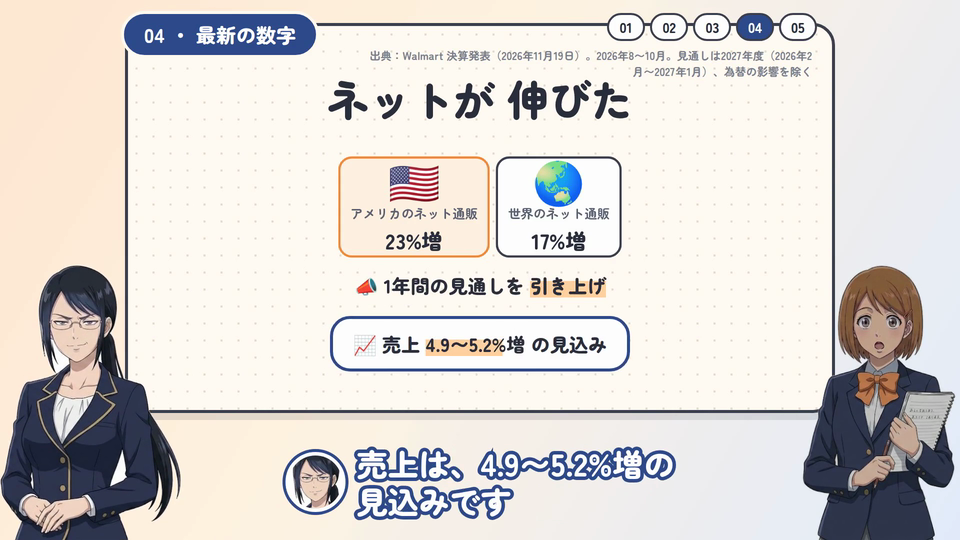 04 ・ 最新の数字
01 02 03 04 05
出典：Walmart 決算発表（2026年11月19日）。2026年8〜10月。見通しは2027年度（2026年2
月〜2027年1月）、為替の影響を除く
ネットが 伸びた
アメリカのネット通販
23%増
世界のネット通販
17%増
1年間の見通しを 引き上げ
売上 4.9〜5.2%増 の見込み
売上は、4.9〜5.2%増の
見込みです